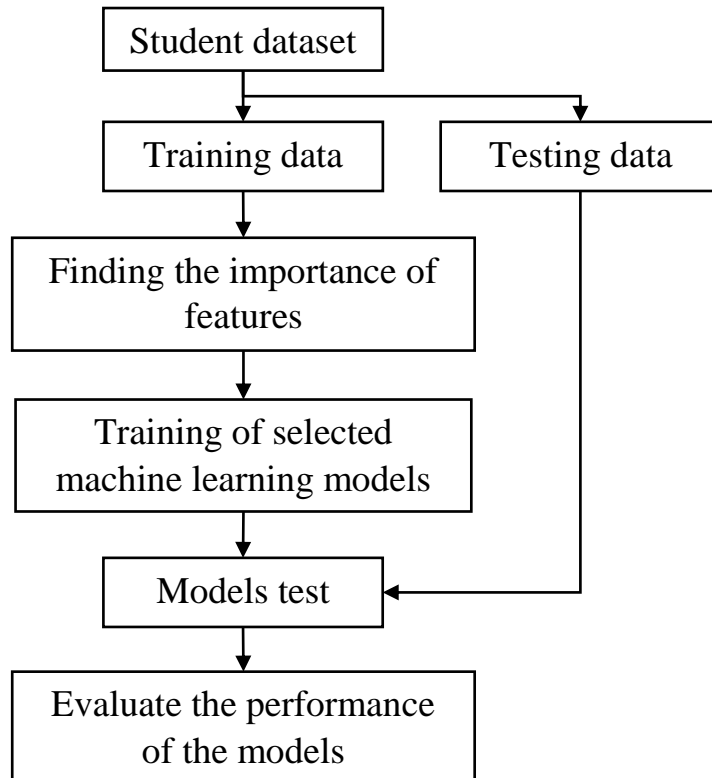 Student dataset
Training data
Testing data
Finding the importance of
features
Training of selected
machine learning models
Models test
Evaluate the performance
of the models